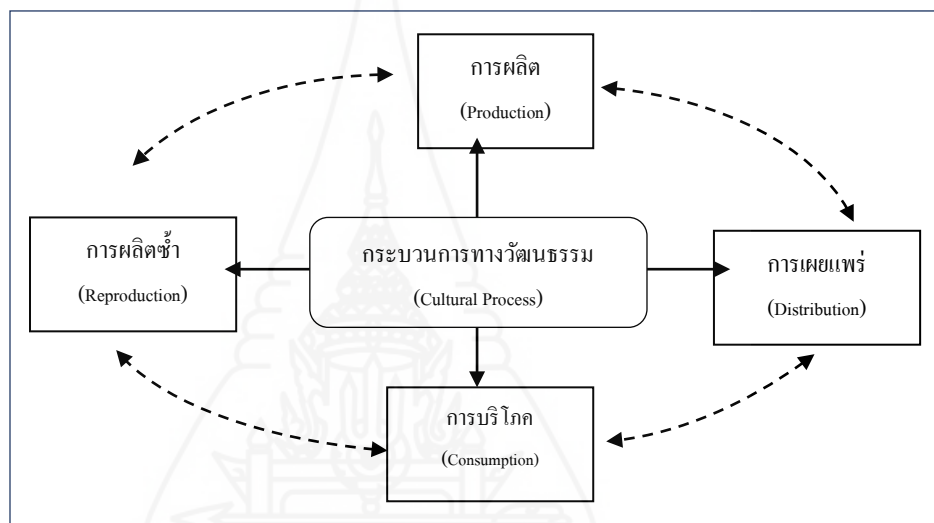 การผลิต
(Production)
การผลิตซ้ำ
(Reproduction)
กระบวนการทางวัฒนธรรม
(Cultural Process)
การเผยแพร่
(Distribution)
การบริโภค
(Consumption)